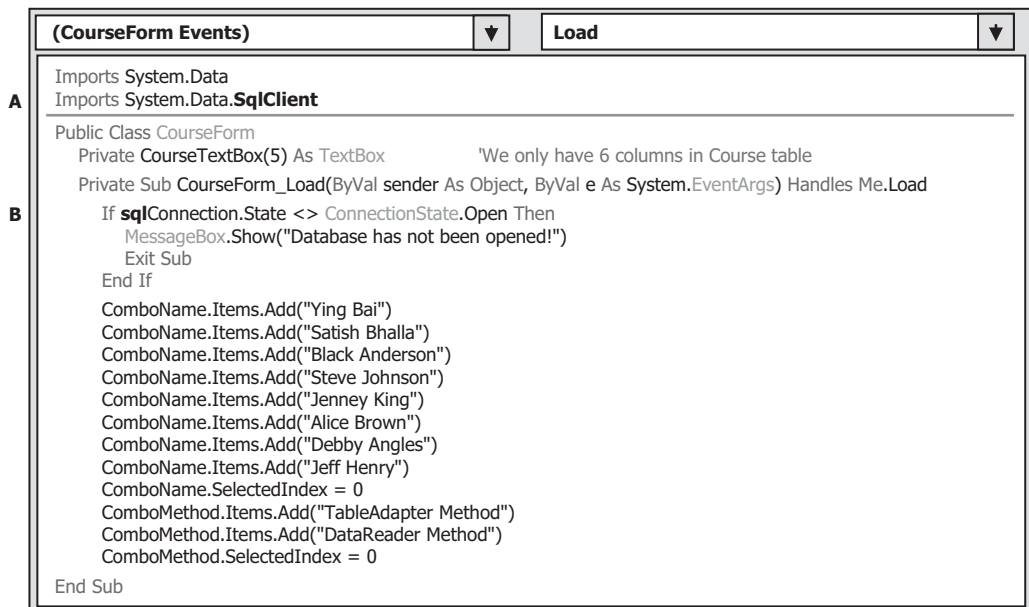 (CourseForm Events) Load
Imports System.Data
A Imports System.Data.SqlClient
Public Class CourseForm
Private CourseTextBox(5) As TextBox 'We only have 6 columns in Course table
Private Sub CourseForm_Load(ByVal sender As Object, ByVal e As System.EventArgs) Handles Me.Load
B If sqlConnection.State <> ConnectionState.Open Then
MessageBox.Show("Database has not been opened!")
Exit Sub
End If
ComboName.Items.Add("Ying Bai")
ComboName.Items.Add("Satish Bhalla")
ComboName.Items.Add("Black Anderson")
ComboName.Items.Add("Steve Johnson")
ComboName.Items.Add("Jenney King")
ComboName.Items.Add("Alice Brown")
ComboName.Items.Add("Debby Angles")
ComboName.Items.Add("Jeff Henry")
ComboName.SelectedIndex = 0
ComboMethod.Items.Add("TableAdapter Method")
ComboMethod.Items.Add("DataReader Method")
ComboMethod.SelectedIndex = 0
End Sub